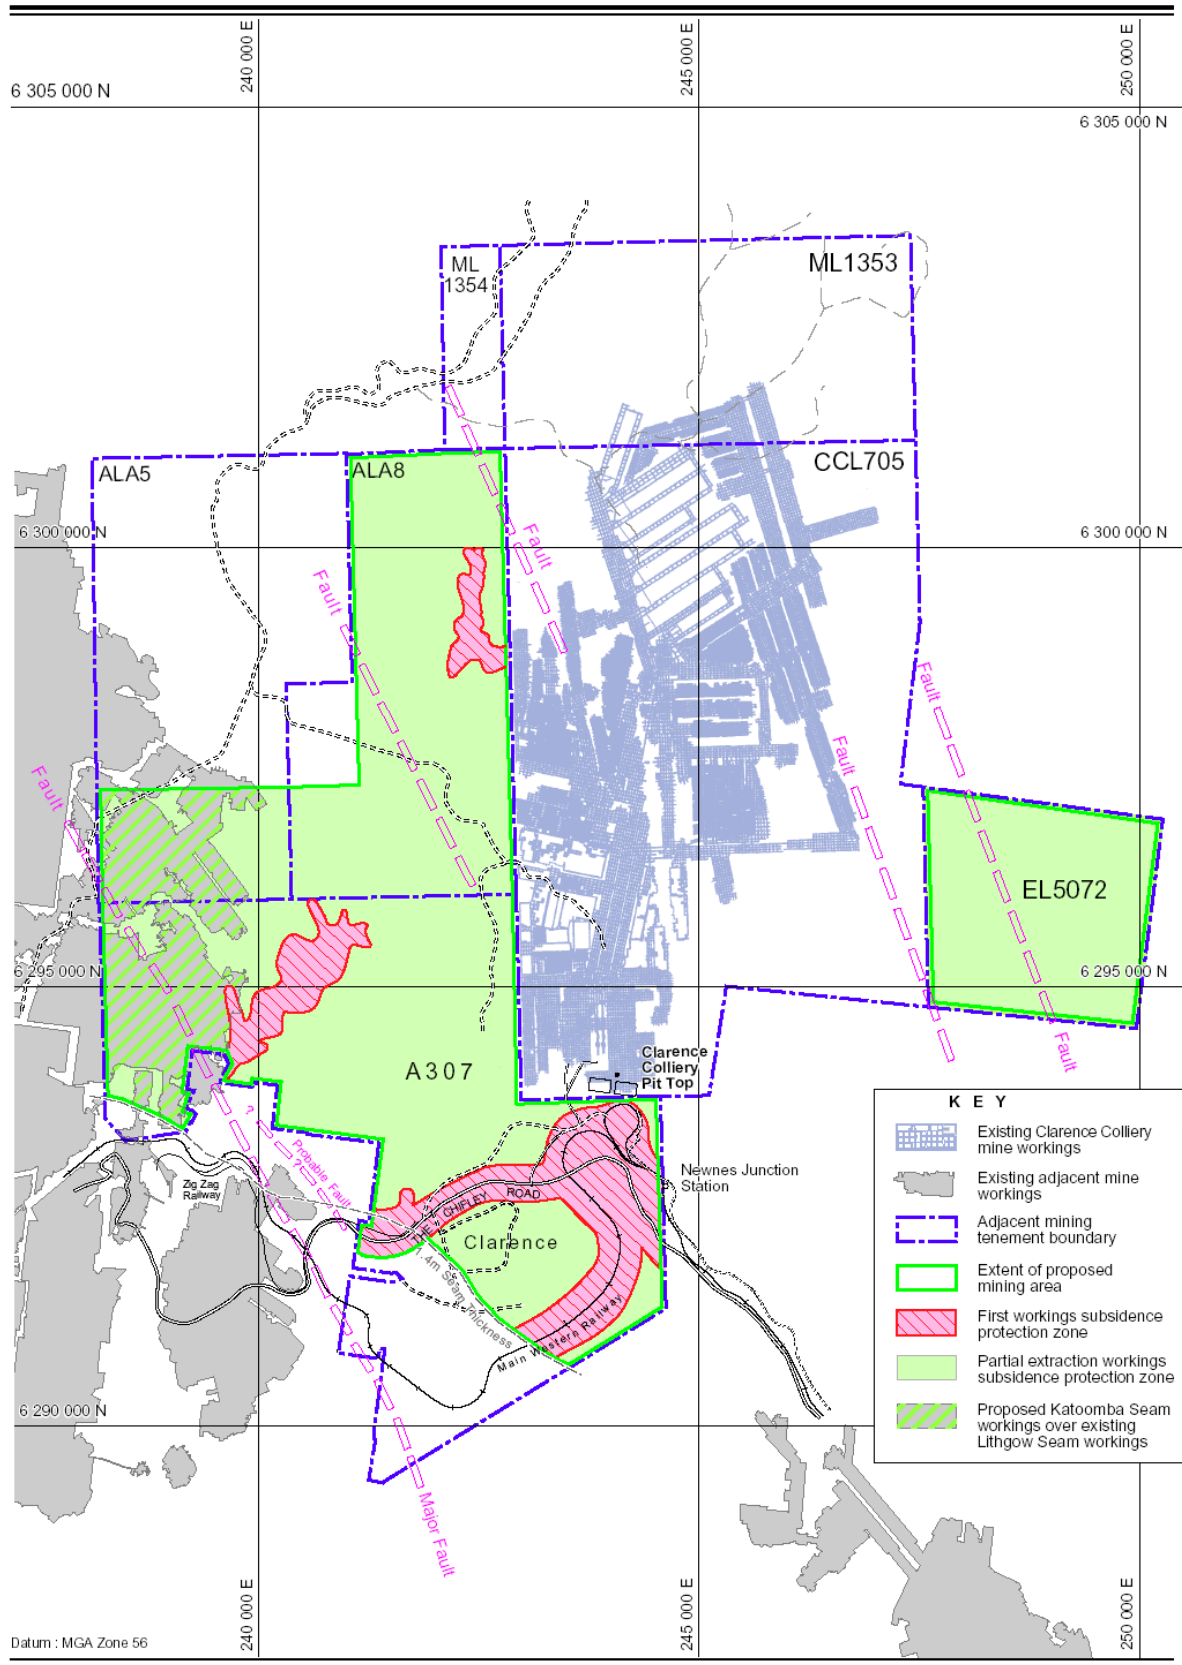 240 000 E
245 000 E
250 000 E
6 305 000 N
6 305 000 N
ML
1354
ML1353
ALA5
ALA8
CCL705
6 300 000 N
6 300 000 N
Fault
Fault
Fault
Fault
Fault
EL5072
6 295 000 N
6 295 000 N
Fault
A307
Clarence
Colliery
Pit Top
?
Probable Fault
?
Zig Zag
Railway
THE CHIFLEY ROAD
Newnes Junction
Station
Clarence
1.4m Seam Thickness
Main Western Railway
6 290 000 N
Major Fault
K E Y
Existing Clarence Colliery
mine workings
Existing adjacent mine
workings
Adjacent mining
tenement boundary
Extent of proposed
mining area
First workings subsidence
protection zone
Partial extraction workings
subsidence protection zone
Proposed Katoomba Seam
workings over existing
Lithgow Seam workings
240 000 E
245 000 E
250 000 E
Datum : MGA Zone 56